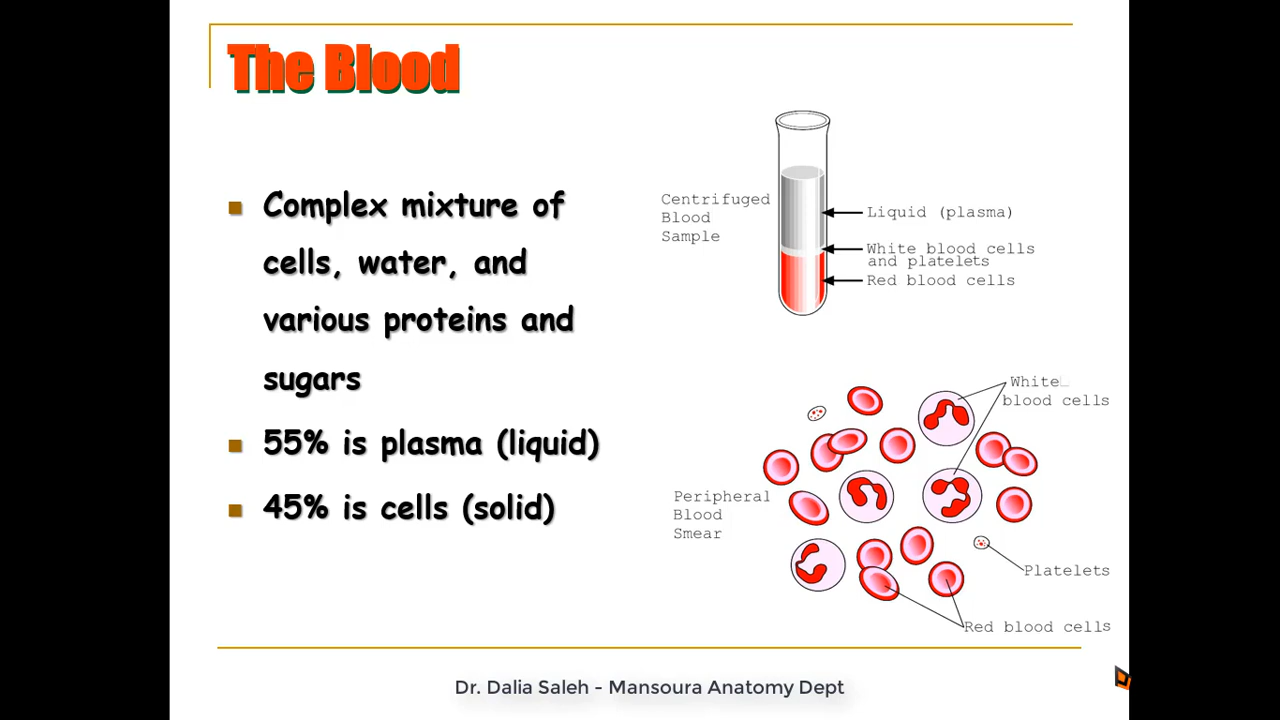 The Blood
Complex mixture of
cells, water, and
various proteins and
sugars
55% is plasma (liquid)
45% is cells (solid)
Centrifuged
Blood
Sample
Liquid (plasma)
White blood cells
and platelets
Red blood cells
White
blood cells
Peripheral
Blood
Smear
Platelets
Red blood cells
Dr. Dalia Saleh - Mansoura Anatomy Dept